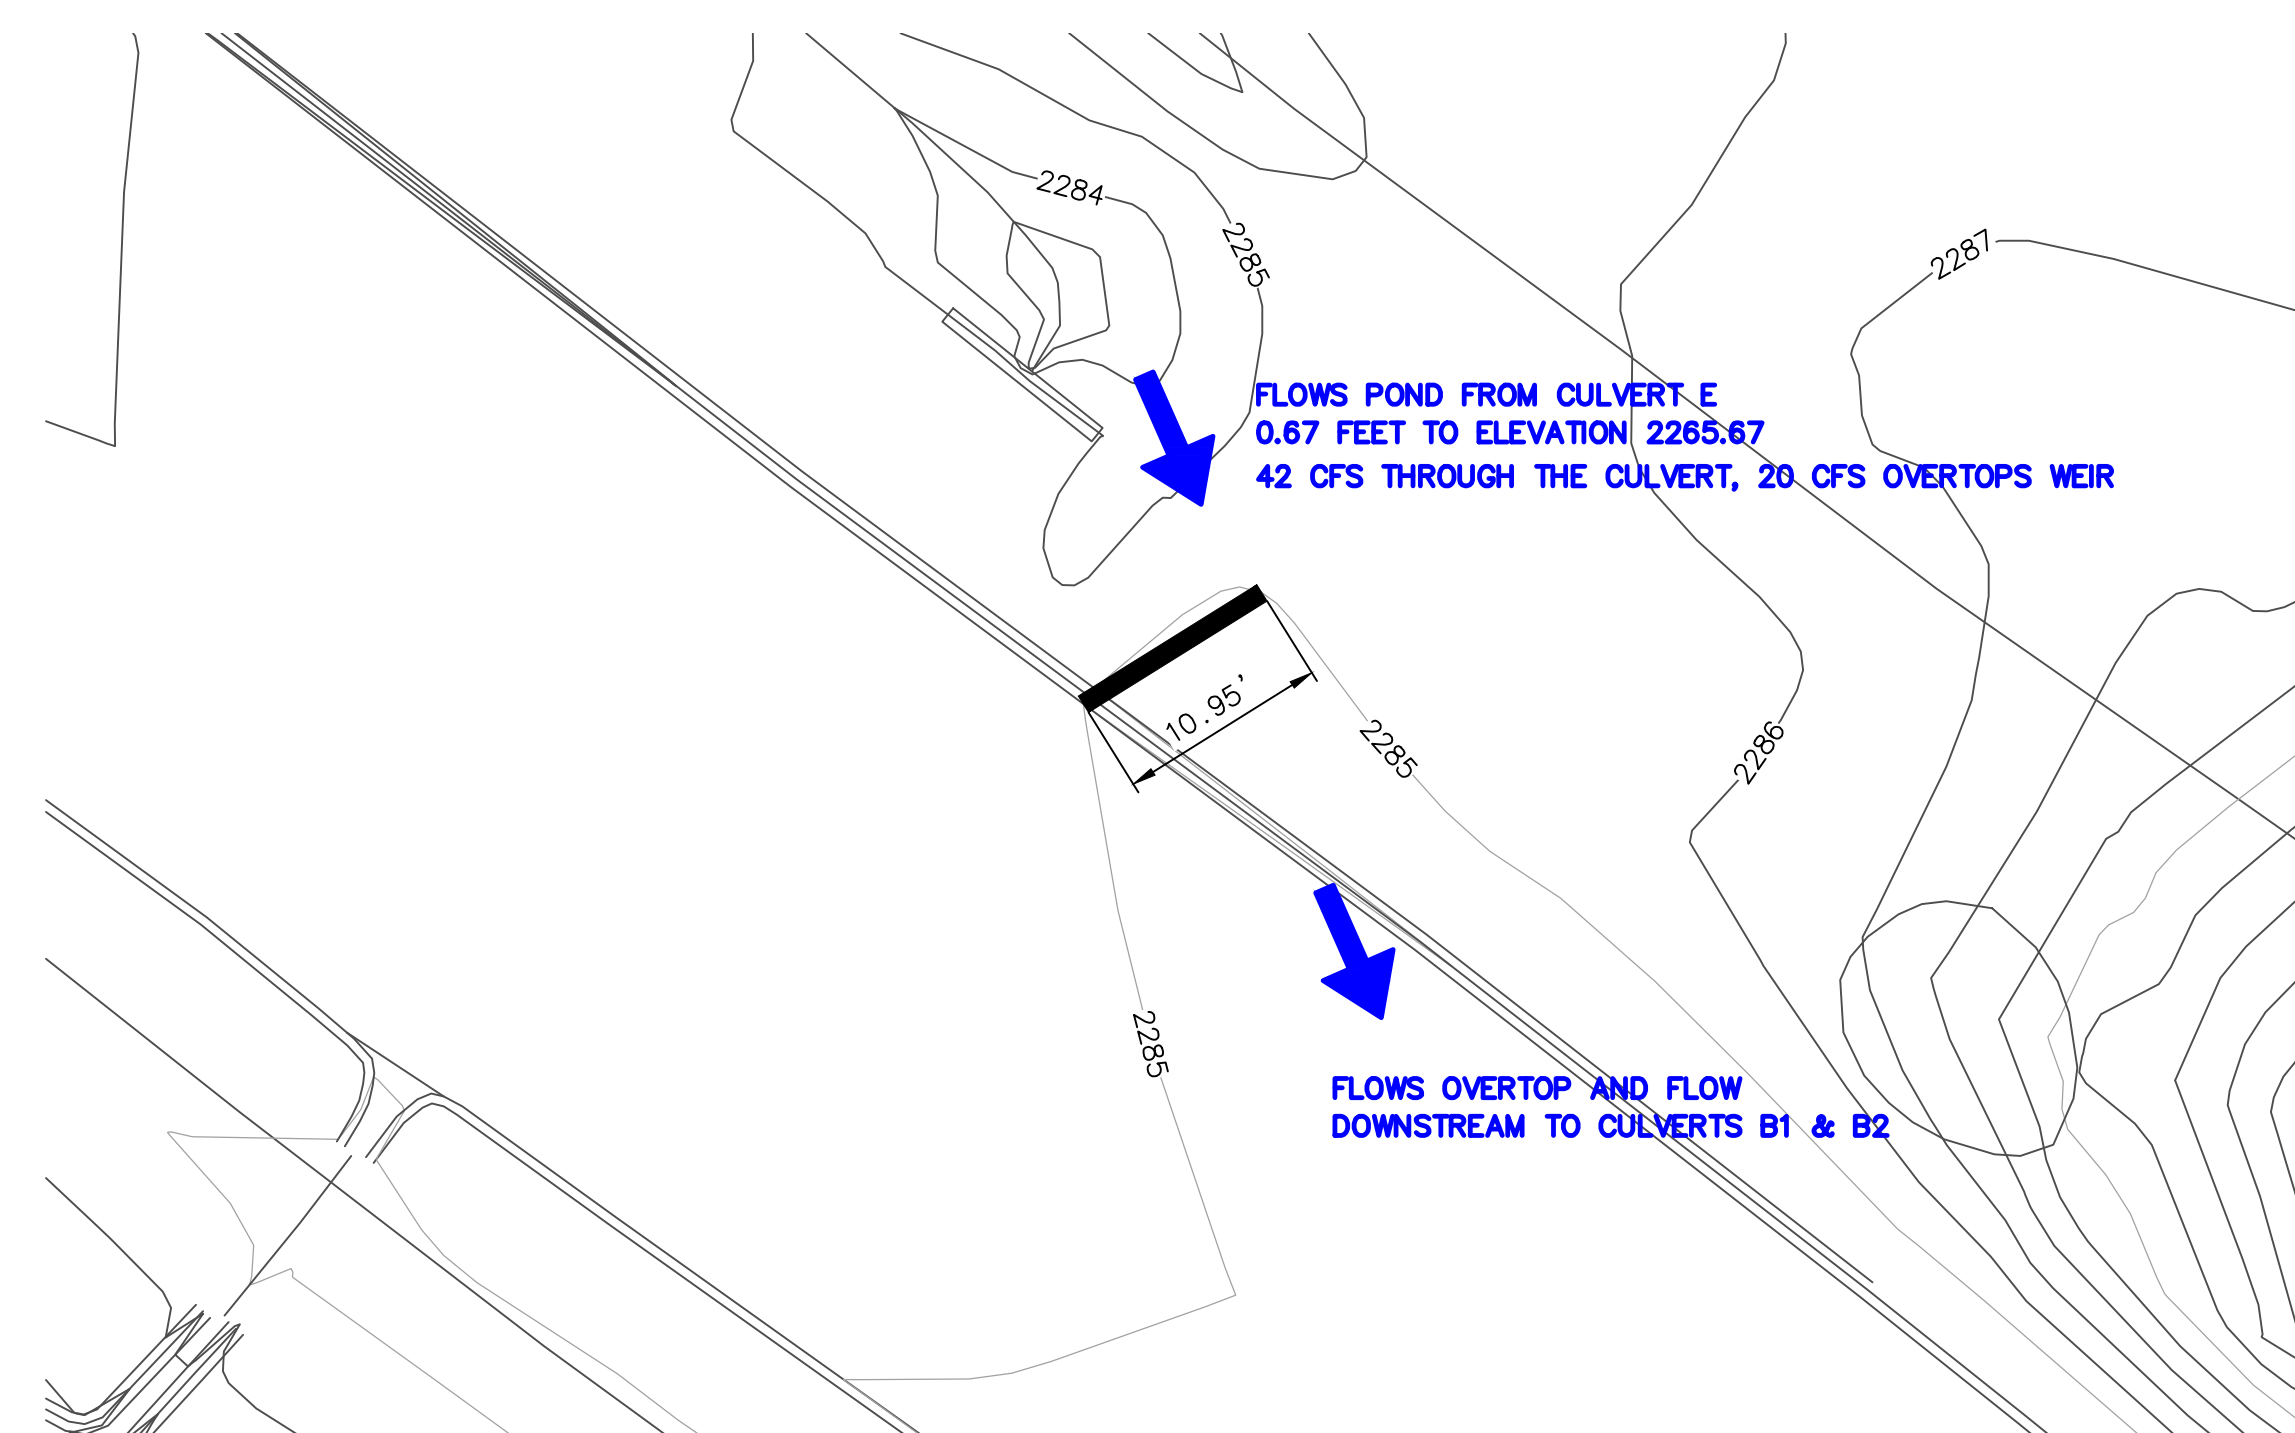 2284
2285
2287
FLOWS POND FROM CULVERT E
0.67 FEET TO ELEVATION 2265.67
42 CFS THROUGH THE CULVERT, 20 CFS OVERTOPS WEIR
10.95'
2285
2286
2285
FLOWS OVERTOP AND FLOW
DOWNSTREAM TO CULVERTS B1 & B2